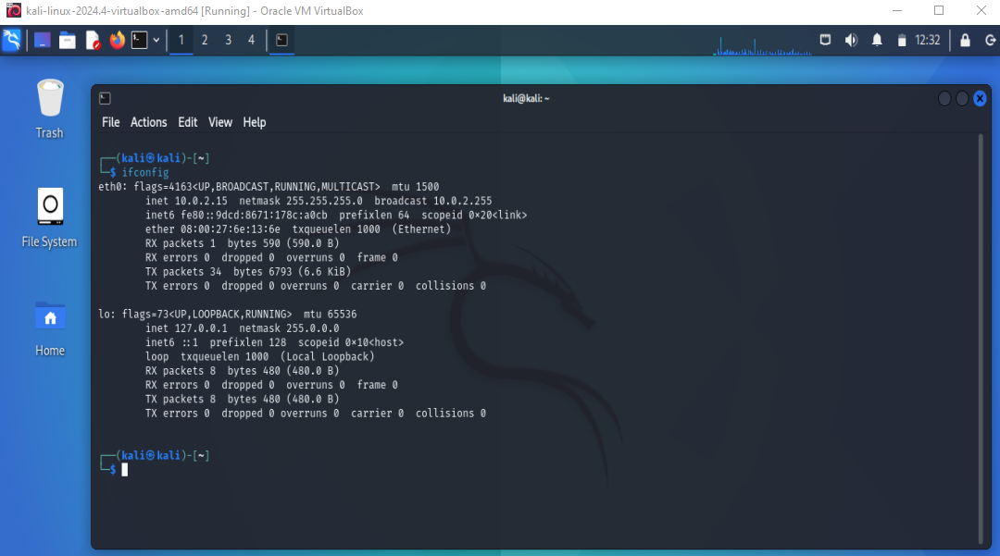 kali-linux-2024.4-virtualbox-amd64 [Running] - Oracle VM VirtualBox
1 2 3 4 12:32
Trash
File System
Home
kali@kali: ~
File Actions Edit View Help
┌──(kali㉿kali)-[~]
└─$ ifconfig
eth0: flags=4163<UP,BROADCAST,RUNNING,MULTICAST>  mtu 1500
        inet 10.0.2.15  netmask 255.255.255.0  broadcast 10.0.2.255
        inet6 fe80::9dcd:8671:178c:a0cb  prefixlen 64  scopeid 0×20<link>
        ether 08:00:27:6e:13:6e  txqueuelen 1000  (Ethernet)
        RX packets 1  bytes 590 (590.0 B)
        RX errors 0  dropped 0  overruns 0  frame 0
        TX packets 34  bytes 6793 (6.6 KiB)
        TX errors 0  dropped 0 overruns 0  carrier 0  collisions 0
lo: flags=73<UP,LOOPBACK,RUNNING>  mtu 65536
        inet 127.0.0.1  netmask 255.0.0.0
        inet6 ::1  prefixlen 128  scopeid 0×10<host>
        loop  txqueuelen 1000  (Local Loopback)
        RX packets 8  bytes 480 (480.0 B)
        RX errors 0  dropped 0  overruns 0  frame 0
        TX packets 8  bytes 480 (480.0 B)
        TX errors 0  dropped 0 overruns 0  carrier 0  collisions 0
┌──(kali㉿kali)-[~]
└─$